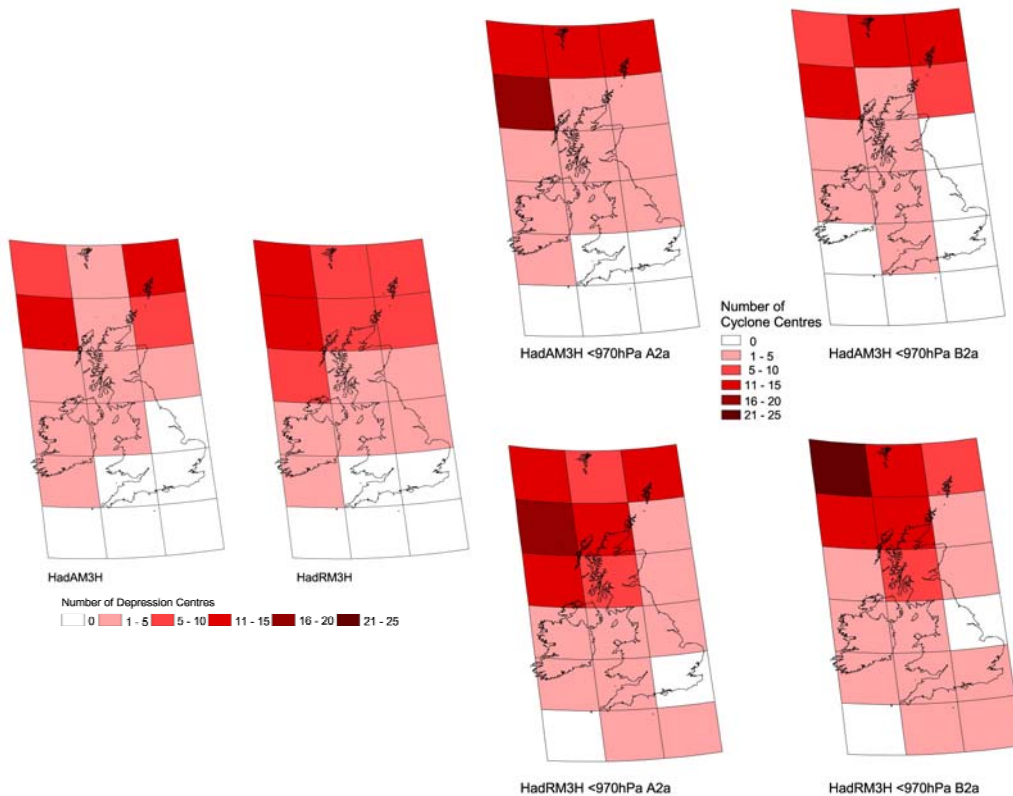 HadAM3H <970hPa A2a
Number of
Cyclone Centres
0
1 - 5
5 - 10
11 - 15
16 - 20
21 - 25
HadAM3H <970hPa B2a
HadAM3H
HadRM3H
Number of Depression Centres
0 1 - 5 5 - 10 11 - 15 16 - 20 21 - 25
HadRM3H <970hPa A2a
HadRM3H <970hPa B2a